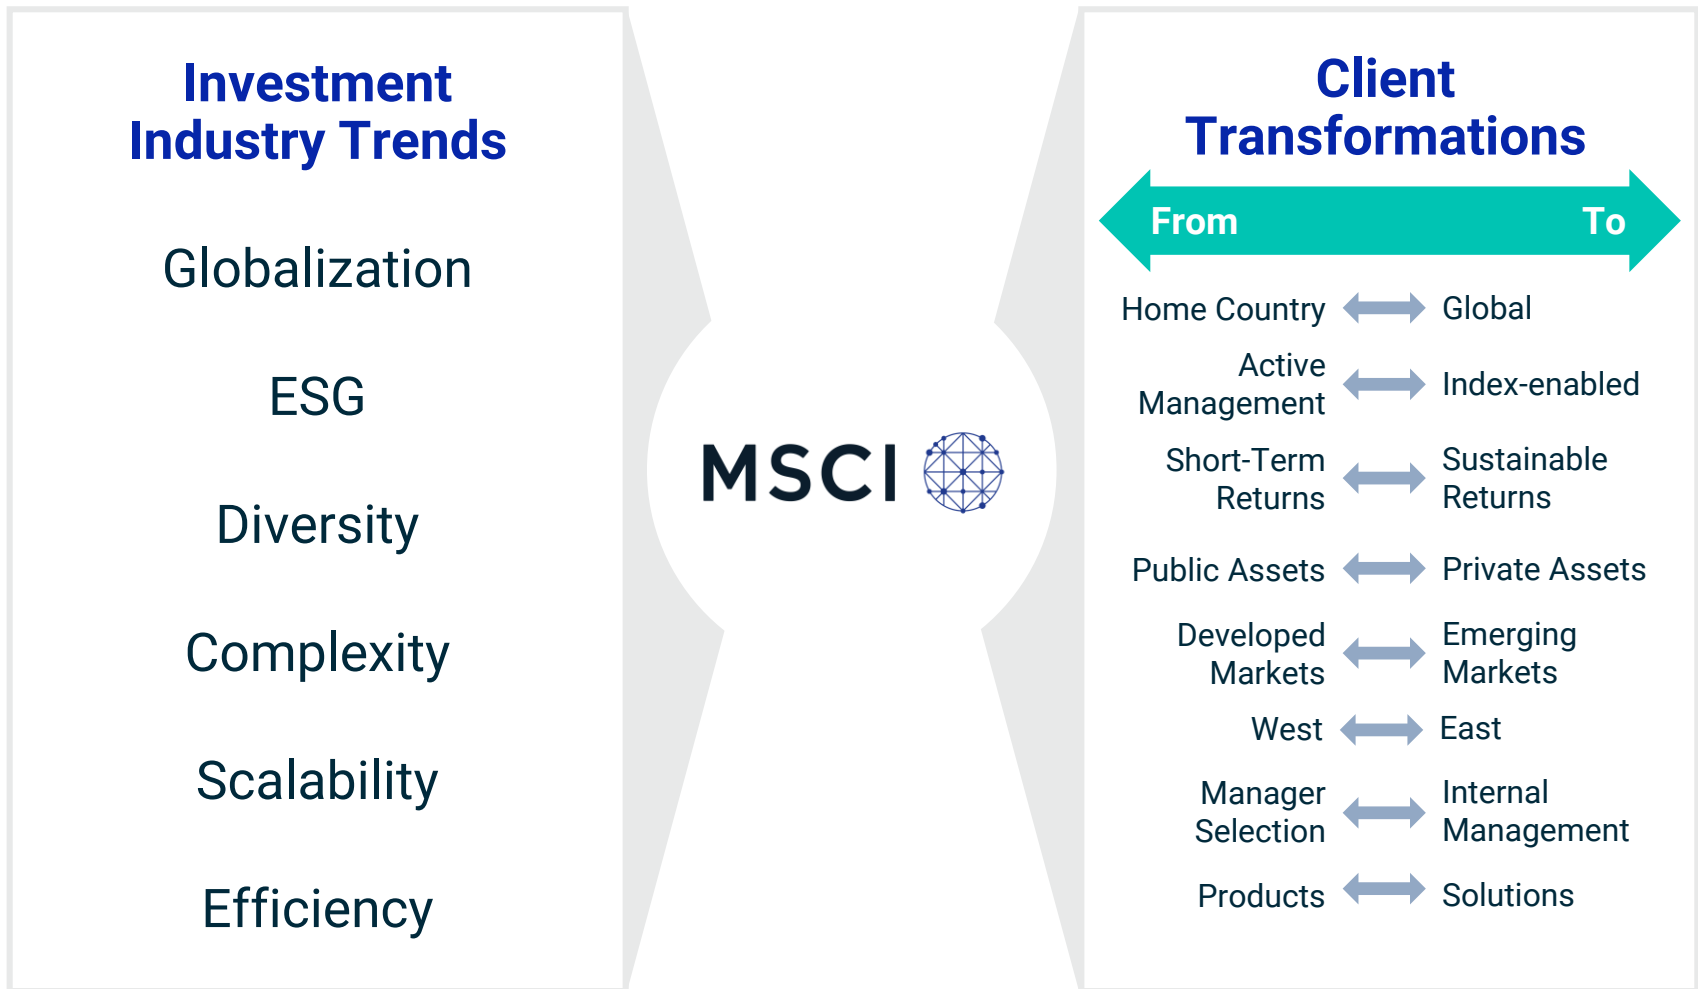 Investment
Industry Trends
Globalization
ESG
Diversity
Complexity
Scalability
Efficiency
MSCI
Client
Transformations
From To
Home Country Global
Active
Management
Index-enabled
Short-Term
Returns
Sustainable
Returns
Public Assets Private Assets
Developed
Markets
Emerging
Markets
West East
Manager
Selection
Internal
Management
Products Solutions